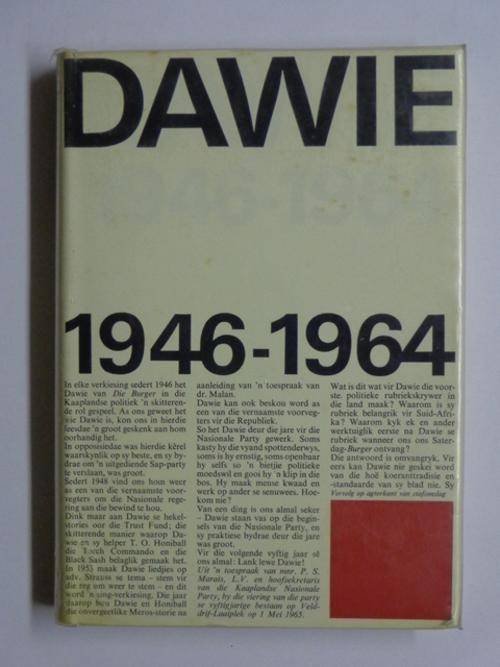 DAWIE
1946-1964
In elke verkiesing sedert 1946 het
Dawie van Die Burger in die
Kaaplandse politiek 'n skitteren-
de rol gespeel. As ons geweet het
wie Dawie is, kon ons in hierdie
leesdae 'n groot geskenk aan hom
oorhandig het.
In opposisiedae was hierdie kêrel
waarskynlik op sy beste, en sy by-
drae om 'n uitgediende Sap-party
te verslaan, was groot.
Sedert 1948 vind ons hom weer
as een van die vernaamste voor-
vegters om die Nasionale rege-
ring aan die bewind te hou.
Dink maar aan Dawie se hekel-
stories oor die Trust Fund; die
skitterende manier waarop Da-
wie en sy helper T. O. Honiball
die Torch Commando en die
Black Sash belaglik gemaak het.
In 1953 maak Dawie liedjies op
adv. Strauss se tema – stem vir
die reg om weer te stem – en dit
word 'n sing-verkiesing. Die jaar
daarop hou Dawie en Honiball
die onvergeetlike Meros-storie na
aanleiding van 'n toespraak van
dr. Malan.
Dawie kan ook beskou word as
een van die vernaamste voorveg-
ters vir die Republiek.
So het Dawie deur die jare vir die
Nasionale Party gewerk. Soms
kasty hy die vyand spottenderwys,
soms is hy ernstig, soms openbaar
hy selfs so 'n bietjie politieke
moedswil en gooi hy 'n klip in die
bos. Hy maak mense kwaad en
werk op ander se senuwees. Hoe-
kom nie?
Van een ding is ons almal seker
– Dawie staan vas op die begin-
sels van die Nasionale Party, en
sy praktiese bydrae deur die jare
was groot.
Vir die volgende vyftig jaar sê
ons almal: Lank lewe Dawie!
Uit 'n toespraak van mnr. P. S.
Marais, L.V. en hoofsekretaris
van die Kaaplandse Nasionale
Party, by die viering van die party
se vyftigjarige bestaan op Veld-
drif-Laaiplek op 1 Mei 1965.
Wat is dit wat vir Dawie die voor-
ste politieke rubriekskrywer in
die land maak? Waarom is sy
rubriek belangrik vir Suid-Afri-
ka? Waarom kyk ek en ander
werktuiglik eerste na Dawie se
rubriek wanneer ons ons Sater-
dag-Burger ontvang?
Die antwoord is omvangryk. Vir
eers kan Dawie nie geskei word
van die hoë koeranttradisie en
-standaarde van sy blad nie. Sy
Vervolg op agterkant van stofomslag